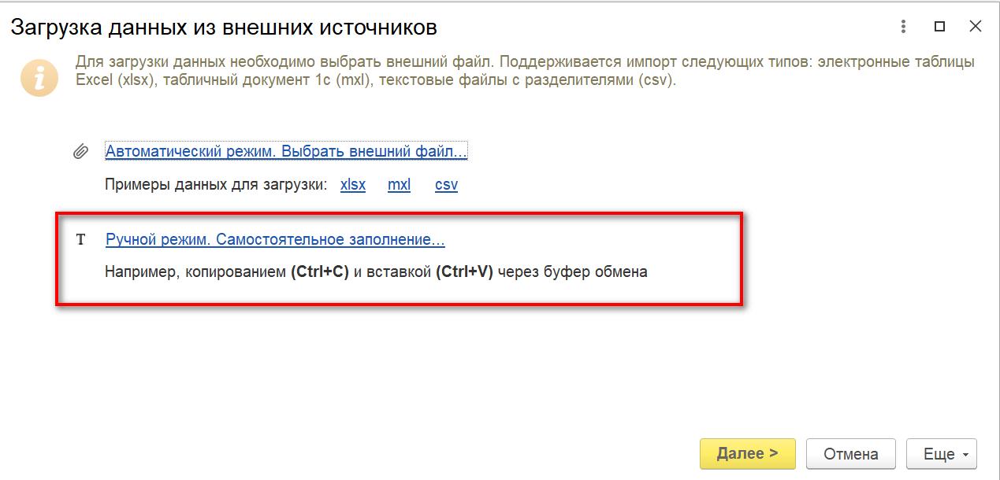 Загрузка данных из внешних источников
Для загрузки данных необходимо выбрать внешний файл. Поддерживается импорт следующих типов: электронные таблицы
Excel (xlsx), табличный документ 1с (mxl), текстовые файлы с разделителями (csv).
Автоматический режим. Выбрать внешний файл...
Примеры данных для загрузки: xlsx mxl csv
T Ручной режим. Самостоятельное заполнение...
Например, копированием (Ctrl+C) и вставкой (Ctrl+V) через буфер обмена
Далее > Отмена Еще